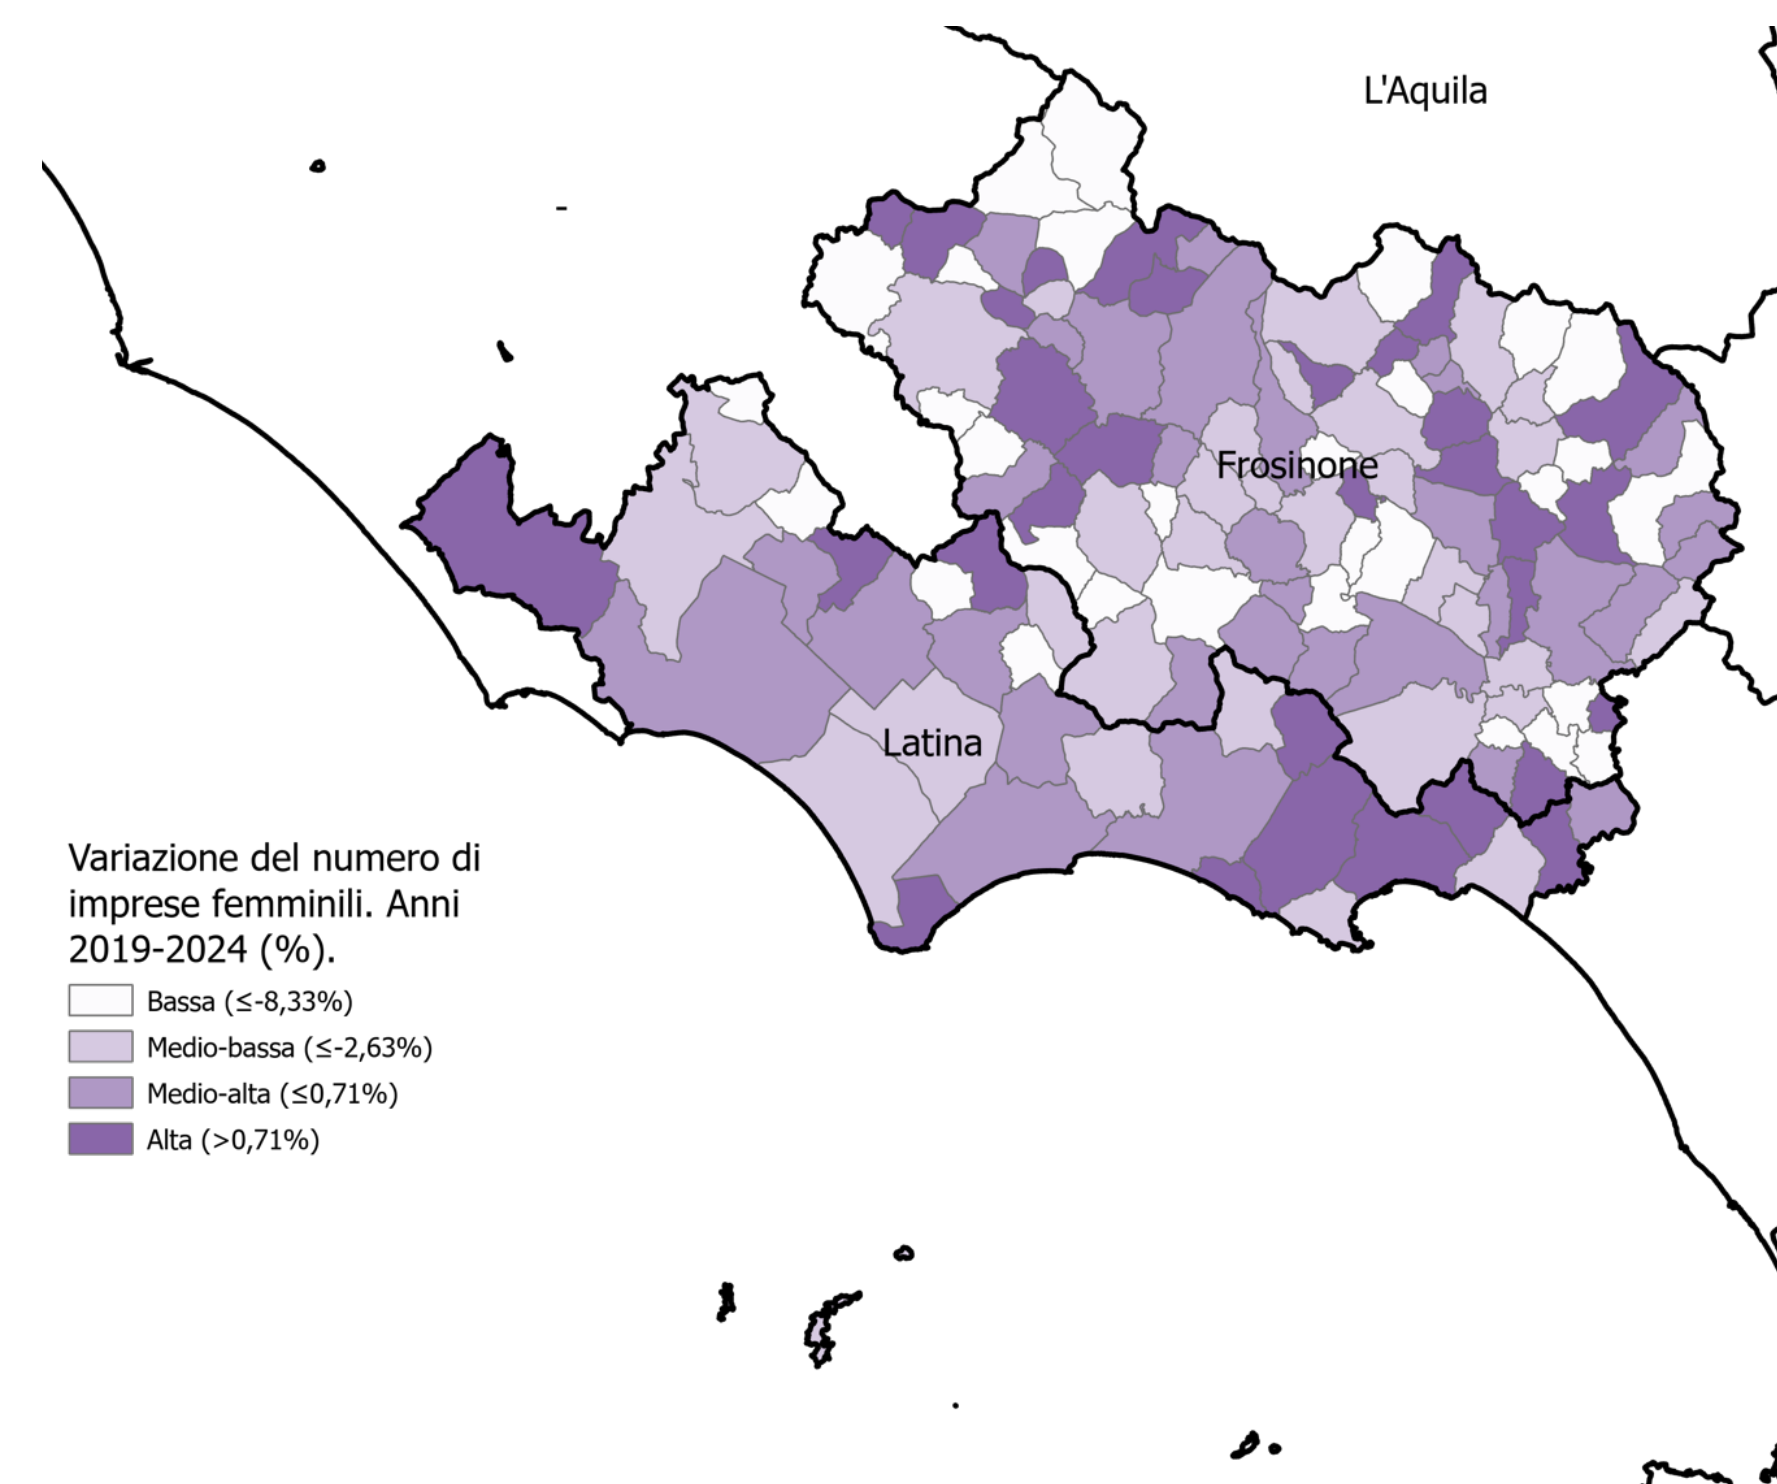 L'Aquila
Frosinone
Latina
Variazione del numero di
imprese femminili. Anni
2019-2024 (%).
Bassa (≤-8,33%)
Medio-bassa (≤-2,63%)
Medio-alta (≤0,71%)
Alta (>0,71%)